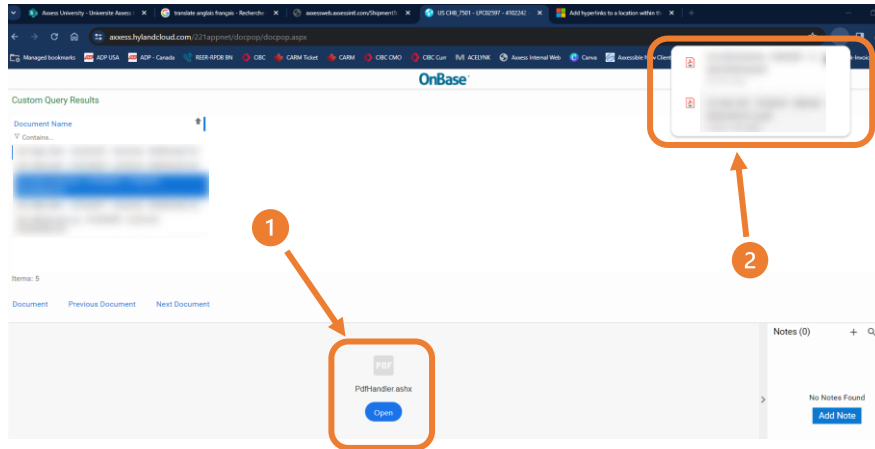 Axxess University - Universite Axxess
translate anglais français - Recherche
axxessweb.axxessintl.com/Shipment
US CHB_7501 - LPC02597 - 4102242
Add hyperlinks to a location within th
axxess.hylandcloud.com/221appnet/docpop/docpop.aspx
Managed bookmarks
ADP USA
ADP - Canada
REER-RPDB BN
CIBC
CARM Ticket
CARM
CIBC CMO
CIBC Curr
ACELYNK
Axxess Internal Web
Canva
OnBase
Custom Query Results
Document Name
Contains...
1
2
Items: 5
Document Previous Document Next Document
PDF
PdfHandler.ashx
Open
Notes (0)
No Notes Found
Add Note